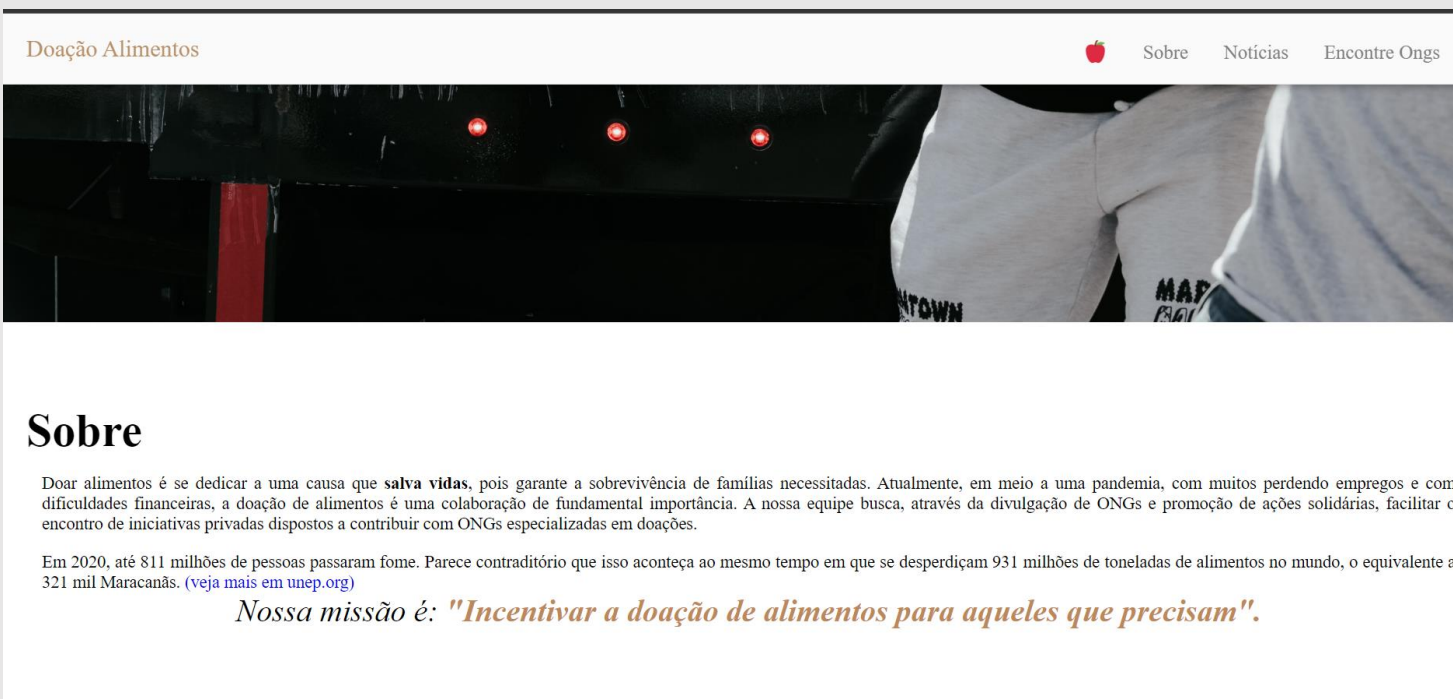 Doação Alimentos
Sobre Notícias Encontre Ongs
Sobre
Doar alimentos é se dedicar a uma causa que salva vidas, pois garante a sobrevivência de famílias necessitadas. Atualmente, em meio a uma pandemia, com muitos perdendo empregos e com
dificuldades financeiras, a doação de alimentos é uma colaboração de fundamental importância. A nossa equipe busca, através da divulgação de ONGs e promoção de ações solidárias, facilitar o
encontro de iniciativas privadas dispostos a contribuir com ONGs especializadas em doações.
Em 2020, até 811 milhões de pessoas passaram fome. Parece contraditório que isso aconteça ao mesmo tempo em que se desperdiçam 931 milhões de toneladas de alimentos no mundo, o equivalente a
321 mil Maracanãs. (veja mais em unep.org)
Nossa missão é: "Incentivar a doação de alimentos para aqueles que precisam".